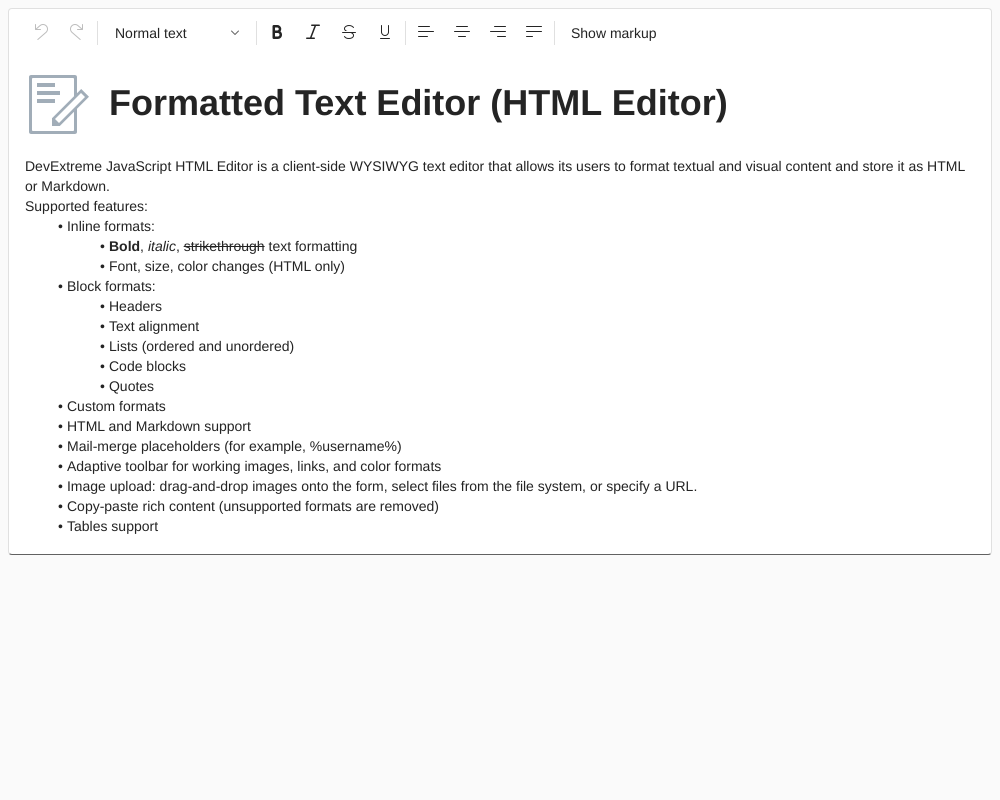 Normal text
Show markup
Formatted Text Editor (HTML Editor)
DevExtreme JavaScript HTML Editor is a client-side WYSIWYG text editor that allows its users to format textual and visual content and store it as HTML
or Markdown.
Supported features:
• Inline formats:
• Bold, italic, strikethrough text formatting
• Font, size, color changes (HTML only)
• Block formats:
• Headers
• Text alignment
• Lists (ordered and unordered)
• Code blocks
• Quotes
• Custom formats
• HTML and Markdown support
• Mail-merge placeholders (for example, %username%)
• Adaptive toolbar for working images, links, and color formats
• Image upload: drag-and-drop images onto the form, select files from the file system, or specify a URL.
• Copy-paste rich content (unsupported formats are removed)
• Tables support